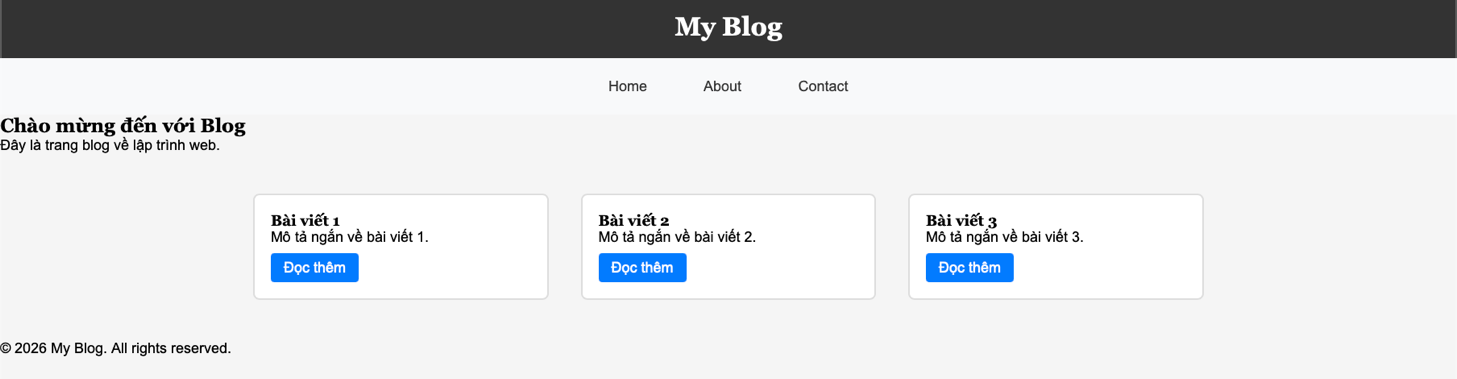 My Blog
Home About Contact
Chào mừng đến với Blog
Đây là trang blog về lập trình web.
Bài viết 1
Mô tả ngắn về bài viết 1.
Đọc thêm
Bài viết 2
Mô tả ngắn về bài viết 2.
Đọc thêm
Bài viết 3
Mô tả ngắn về bài viết 3.
Đọc thêm
© 2026 My Blog. All rights reserved.